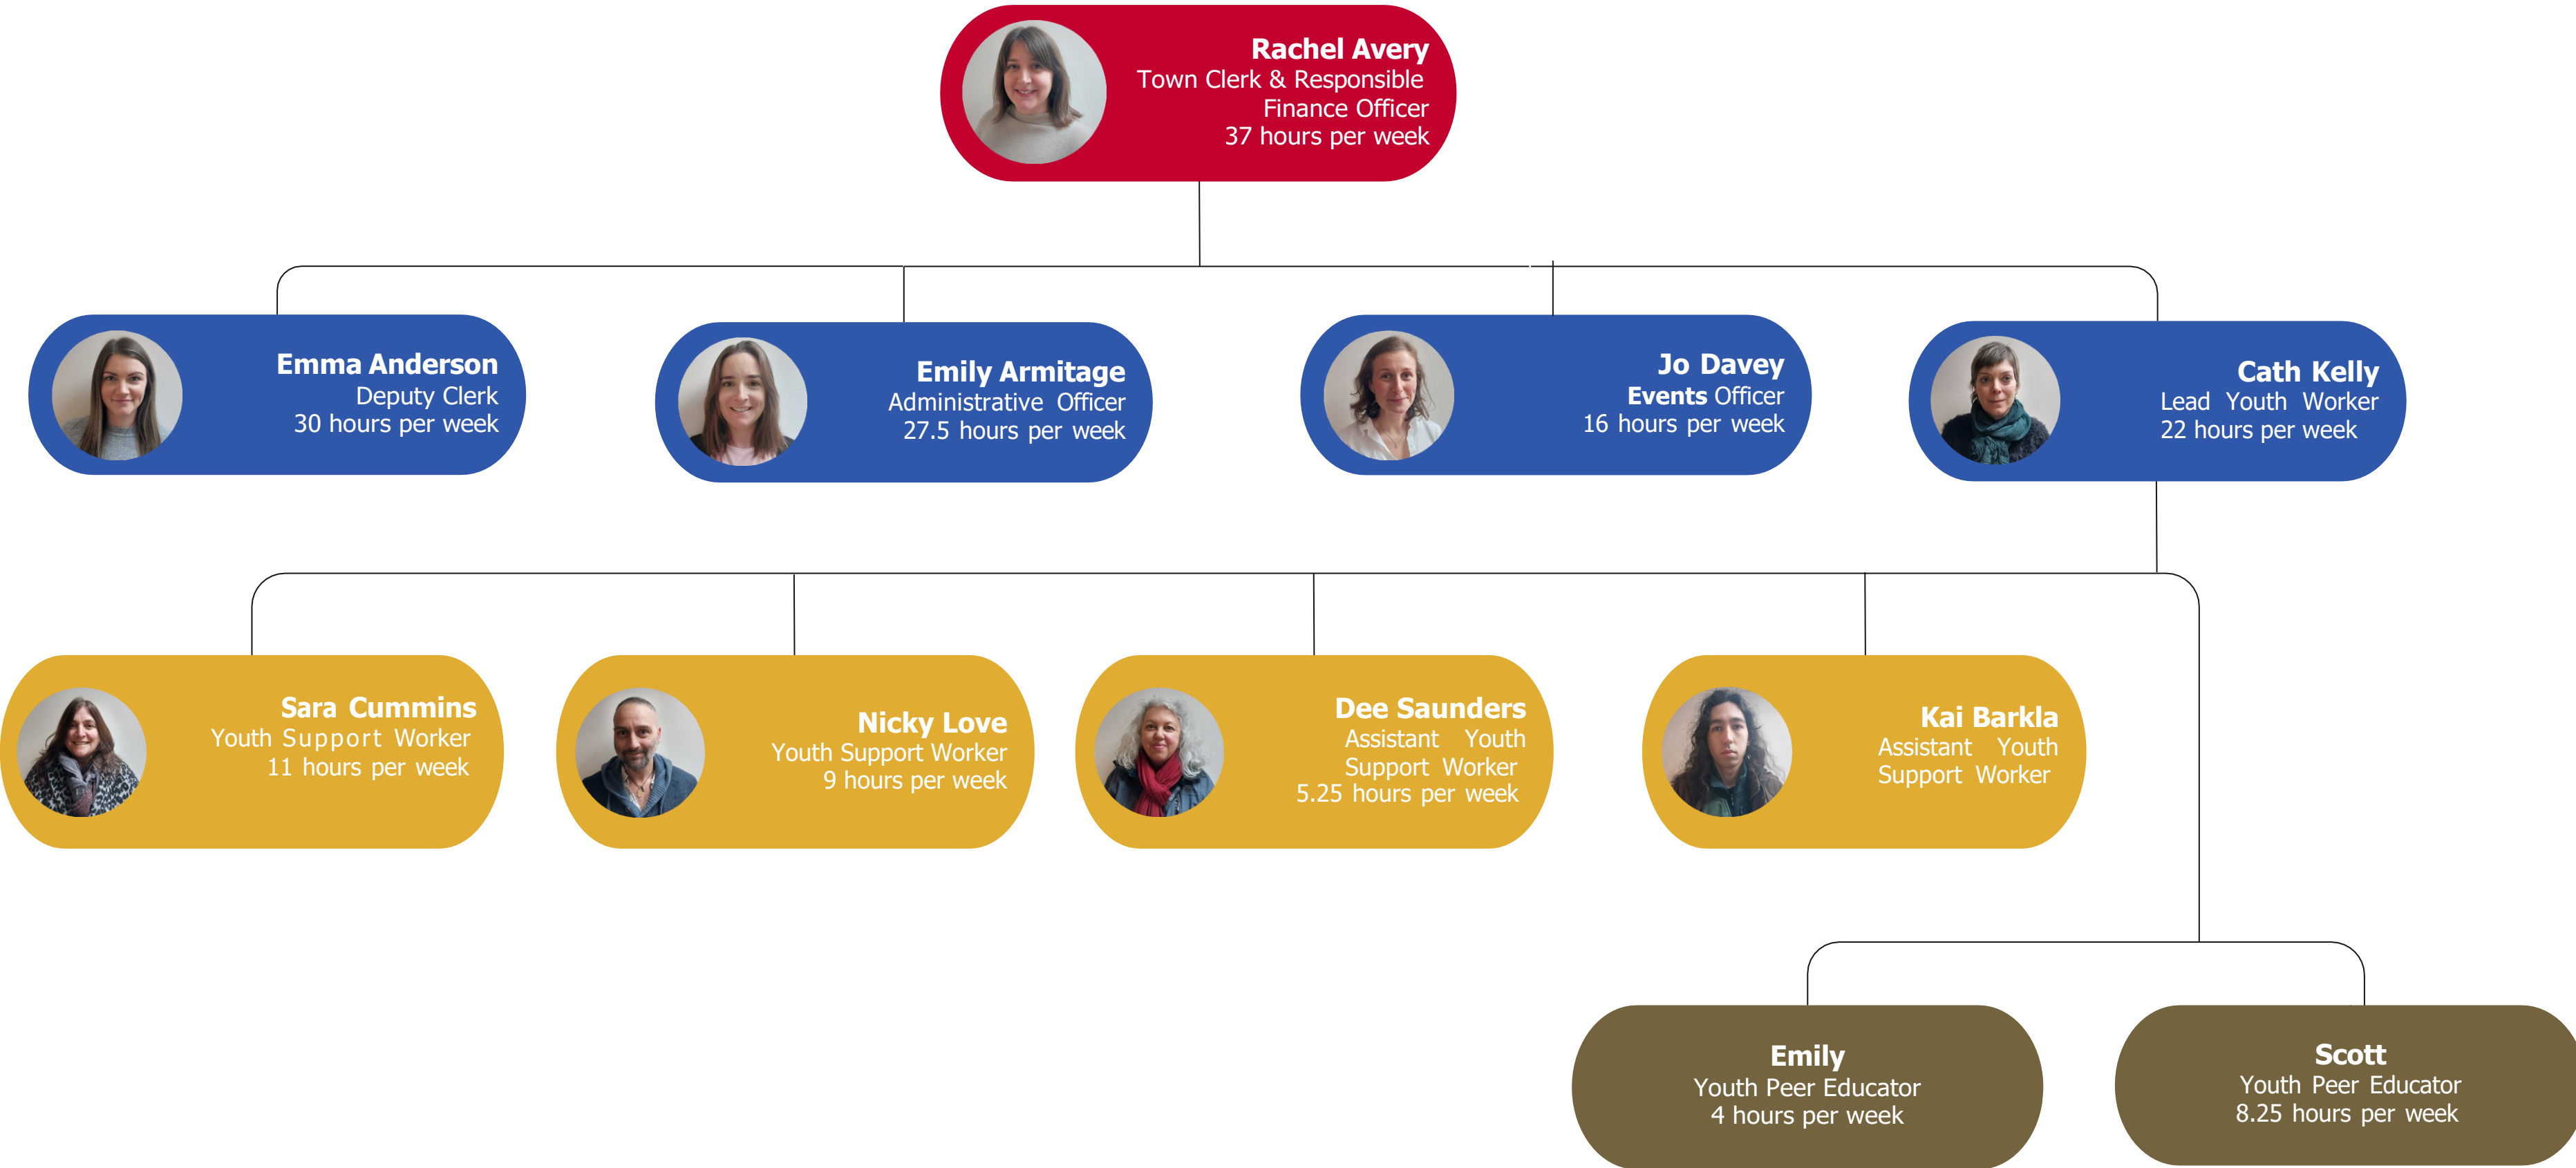 Rachel Avery
Town Clerk & Responsible
Finance Officer
37 hours per week
Emma Anderson
Deputy Clerk
30 hours per week
Emily Armitage
Administrative Officer
27.5 hours per week
Jo Davey
Events Officer
16 hours per week
Cath Kelly
Lead Youth Worker
22 hours per week
Sara Cummins
Youth Support Worker
11 hours per week
Nicky Love
Youth Support Worker
9 hours per week
Dee Saunders
Assistant Youth
Support Worker
5.25 hours per week
Kai Barkla
Assistant Youth
Support Worker
Emily
Youth Peer Educator
4 hours per week
Scott
Youth Peer Educator
8.25 hours per week